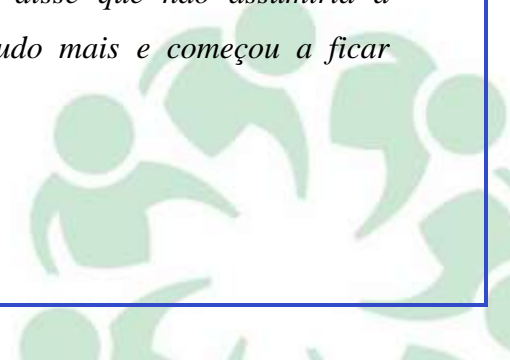 disse que não assumiria a
udo mais e começou a ficar